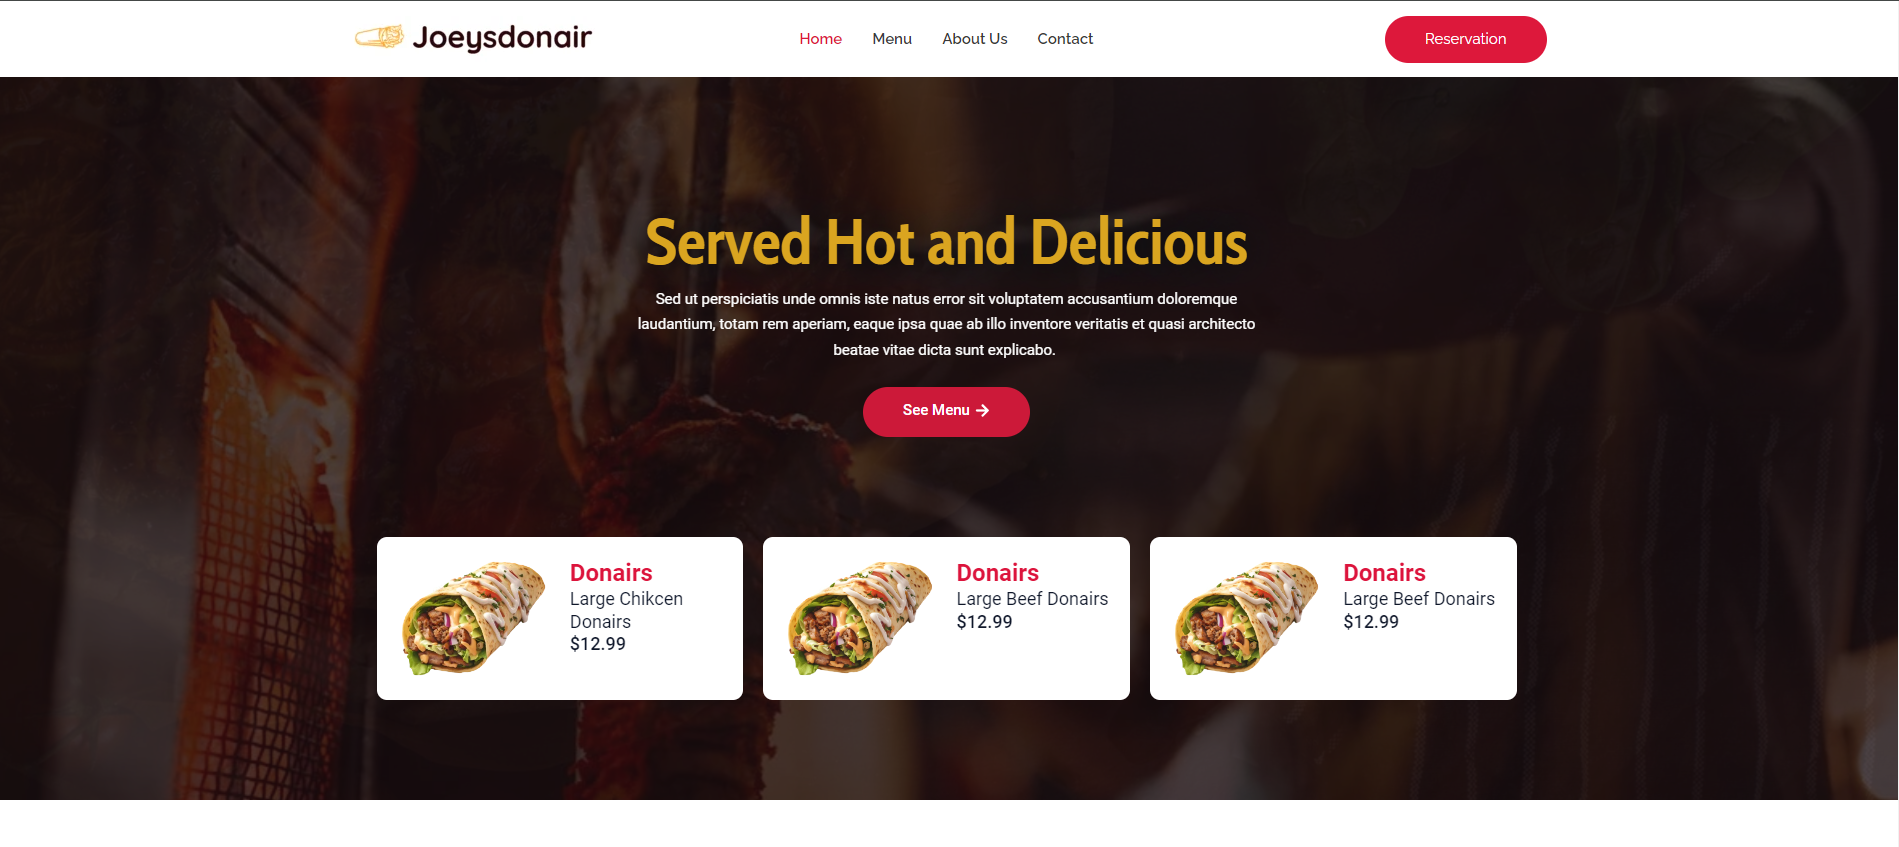 Joeysdonair
Home Menu About Us Contact
Reservation
Served Hot and Delicious
Sed ut perspiciatis unde omnis iste natus error sit voluptatem accusantium doloremque
laudantium, totam rem aperiam, eaque ipsa quae ab illo inventore veritatis et quasi architecto
beatae vitae dicta sunt explicabo.
See Menu
Donairs
Large Chikcen
Donairs
$12.99
Donairs
Large Beef Donairs
$12.99
Donairs
Large Beef Donairs
$12.99